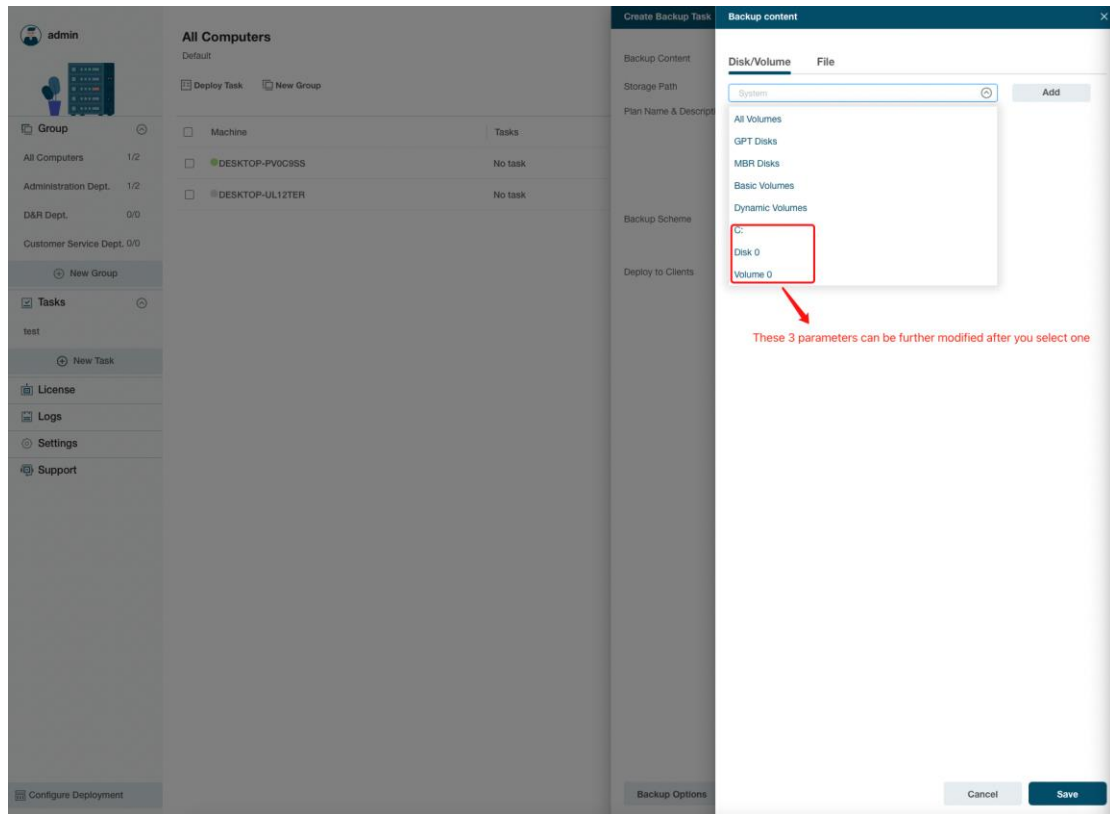 admin
Group
All Computers 1/2
Administration Dept. 1/2
D&R Dept. 0/0
Customer Service Dept. 0/0
New Group
Tasks
test
New Task
License
Logs
Settings
Support
Configure Deployment
All Computers
Default
Deploy Task New Group
Machine Tasks
DESKTOP-PV0C9SS No task
DESKTOP-UL12TER No task
Create Backup Task
Backup Content
Storage Path
Plan Name & Descripti
Backup Scheme
Deploy to Clients
Backup Options
Backup content
Disk/Volume File
System Add
All Volumes
GPT Disks
MBR Disks
Basic Volumes
Dynamic Volumes
C:
Disk 0
Volume 0
These 3 parameters can be further modified after you select one
Cancel Save